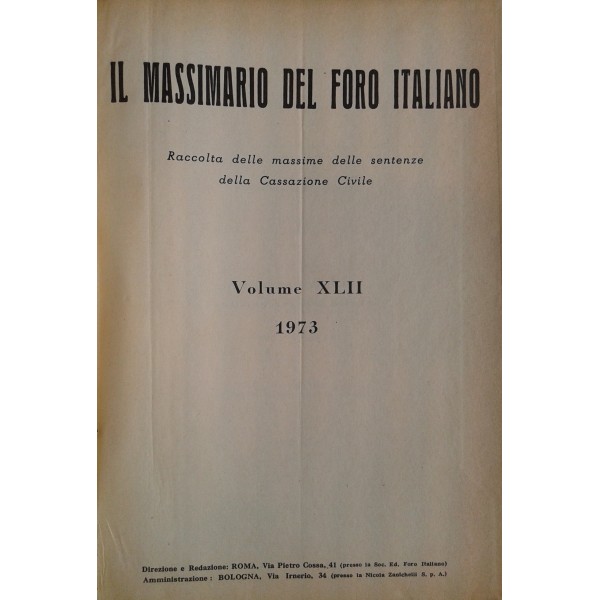 IL MASSIMARIO DEL FORO ITALIANO
Raccolta delle massime delle sentenze
della Cassazione Civile
Volume XLII
1973
Direzione e Redazione: ROMA, Via Pietro Cossa, 41 (presso la Soc. Ed. Foro Italiano)
Amministrazione : BOLOGNA, Via Irnerio, 34 (presso la Nicola Zanichelli S. p. A.)